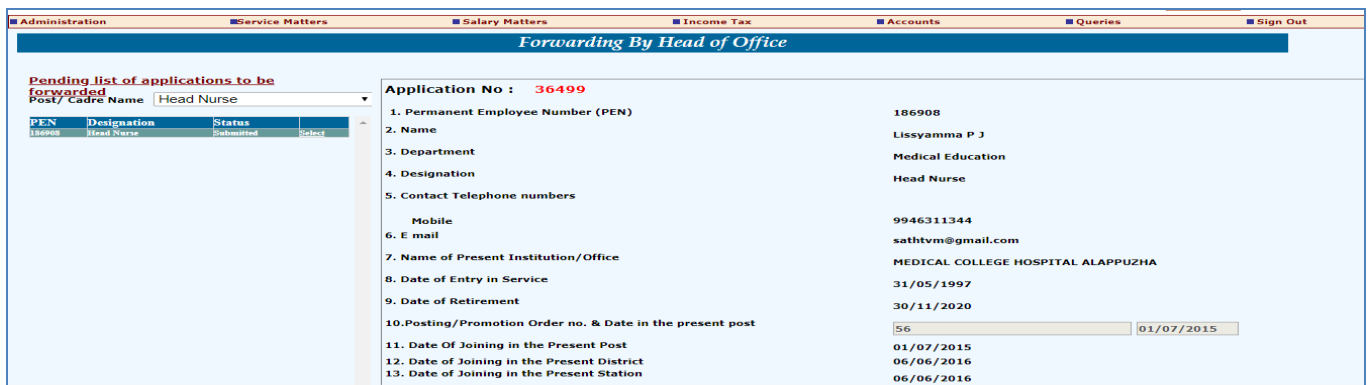 Administration Service Matters Salary Matters Income Tax Accounts Queries Sign Out
Forwarding By Head of Office
Pending list of applications to be
forwarded
Post/ Cadre Name Head Nurse
PEN Designation Status
186908 Head Nurse Submitted Select
Application No : 36499
1. Permanent Employee Number (PEN) 186908
2. Name Lissyamma P J
3. Department Medical Education
4. Designation Head Nurse
5. Contact Telephone numbers
Mobile 9946311344
6. E mail sathtvm@gmail.com
7. Name of Present Institution/Office MEDICAL COLLEGE HOSPITAL ALAPPUZHA
8. Date of Entry in Service 31/05/1997
9. Date of Retirement 30/11/2020
10.Posting/Promotion Order no. & Date in the present post 56 01/07/2015
11. Date Of Joining in the Present Post 01/07/2015
12. Date of Joining in the Present District 06/06/2016
13. Date of Joining in the Present Station 06/06/2016